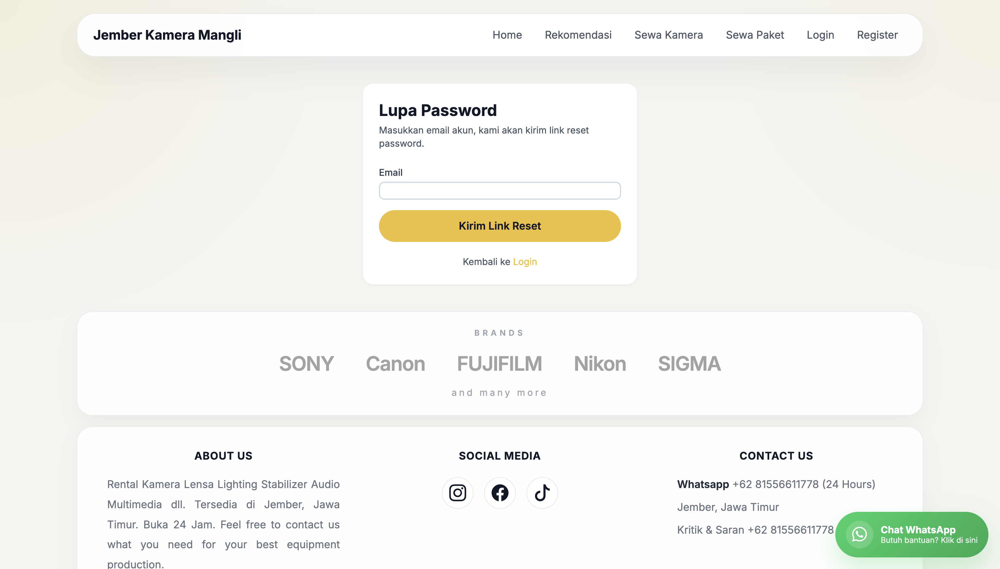 Jember Kamera Mangli
Home Rekomendasi Sewa Kamera Sewa Paket Login Register
Lupa Password
Masukkan email akun, kami akan kirim link reset
password.
Email
Kirim Link Reset
Kembali ke Login
BRANDS
SONY Canon FUJIFILM Nikon SIGMA
and many more
ABOUT US
Rental Kamera Lensa Lighting Stabilizer Audio
Multimedia dll. Tersedia di Jember, Jawa
Timur. Buka 24 Jam. Feel free to contact us
what you need for your best equipment
production.
SOCIAL MEDIA
CONTACT US
Whatsapp +62 81556611778 (24 Hours)
Jember, Jawa Timur
Kritik & Saran +62 81556611778
Chat WhatsApp
Butuh bantuan? Klik di sini